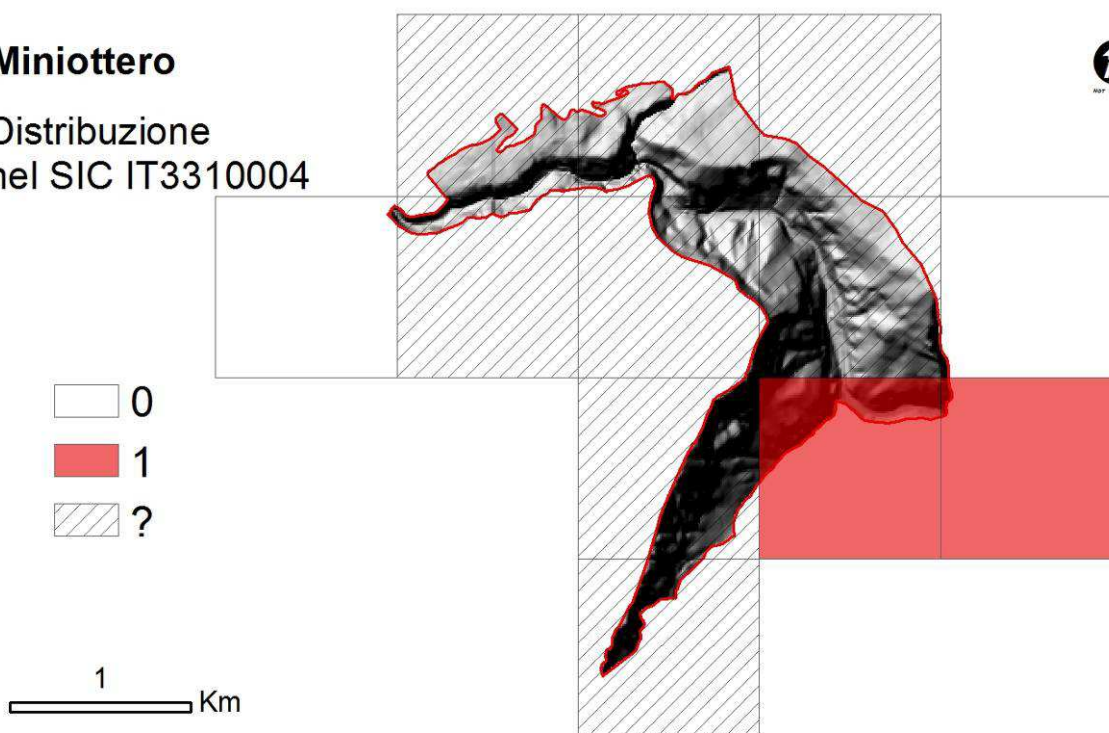 Miniottero
Distribuzione
nel SIC IT3310004
0
1
?
1
Km